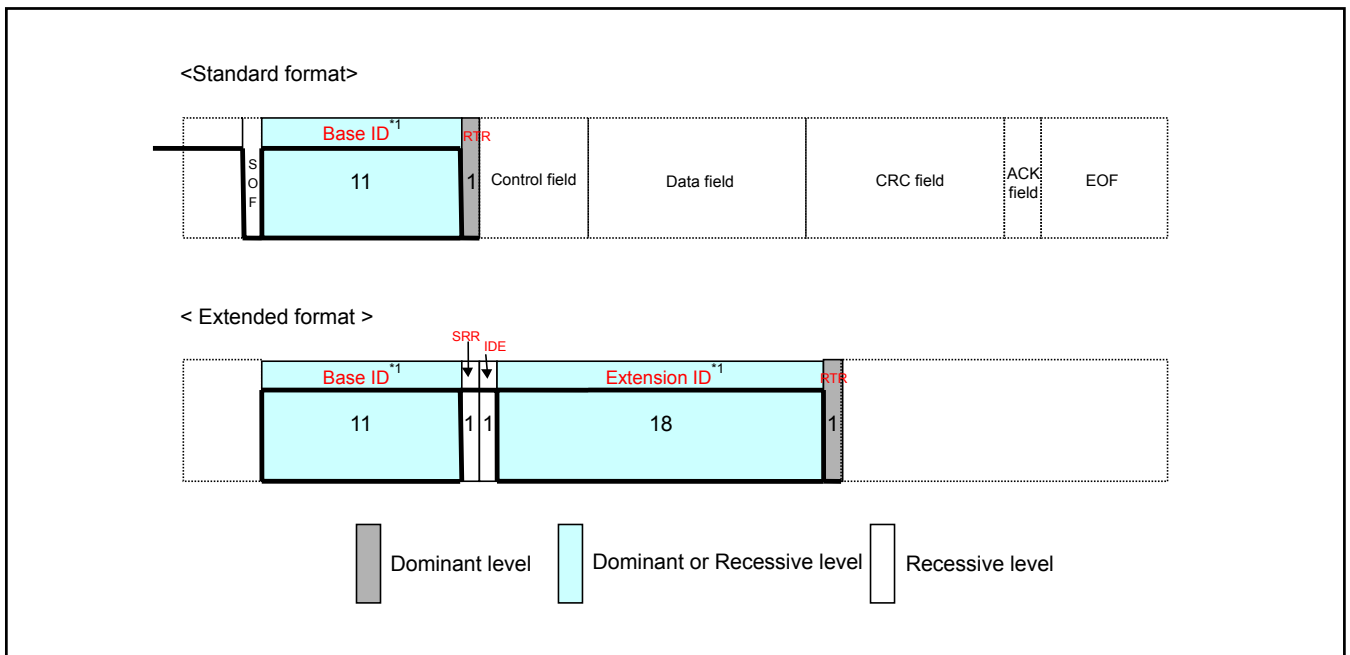 <Standard format>
Base ID*1
RTR
SOF
11
1
Control field
Data field
CRC field
ACK
field
EOF
< Extended format >
SRR
IDE
Base ID*1
Extension ID*1
RTR
11
1
1
18
1
Dominant level
Dominant or Recessive level
Recessive level